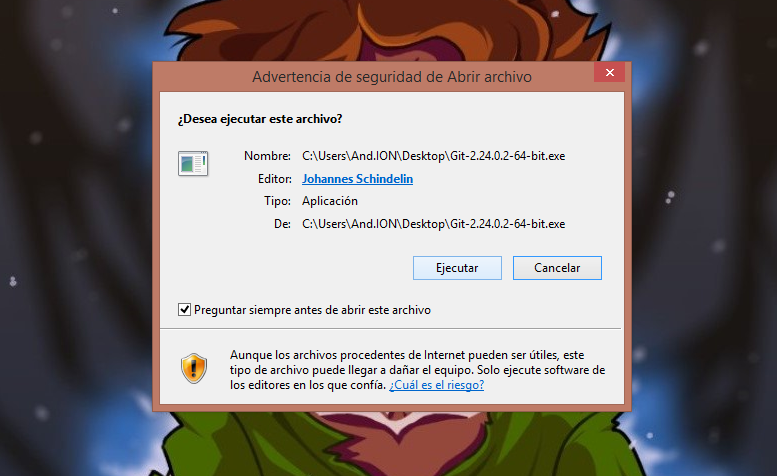 Advertencia de seguridad de Abrir archivo
¿Desea ejecutar este archivo?
Nombre: C:\Users\And.ION\Desktop\Git-2.24.0.2-64-bit.exe
Editor: Johannes Schindelin
Tipo: Aplicación
De: C:\Users\And.ION\Desktop\Git-2.24.0.2-64-bit.exe
Ejecutar Cancelar
Preguntar siempre antes de abrir este archivo
Aunque los archivos procedentes de Internet pueden ser útiles, este
tipo de archivo puede llegar a dañar el equipo. Solo ejecute software de
los editores en los que confía. ¿Cuál es el riesgo?